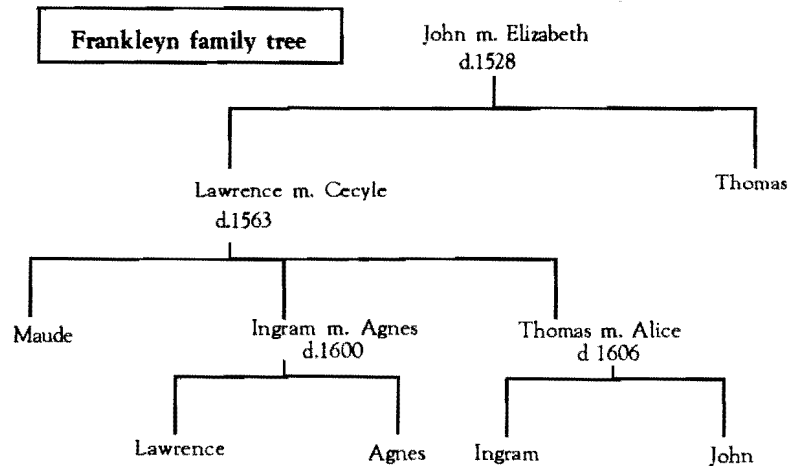 Frankleyn family tree
John m. Elizabeth
d.1528
Thomas
Lawrence m. Cecyle
d.1563
Maude
Ingram m. Agnes
d.1600
Thomas m. Alice
d 1606
Lawrence
Agnes
Ingram
John